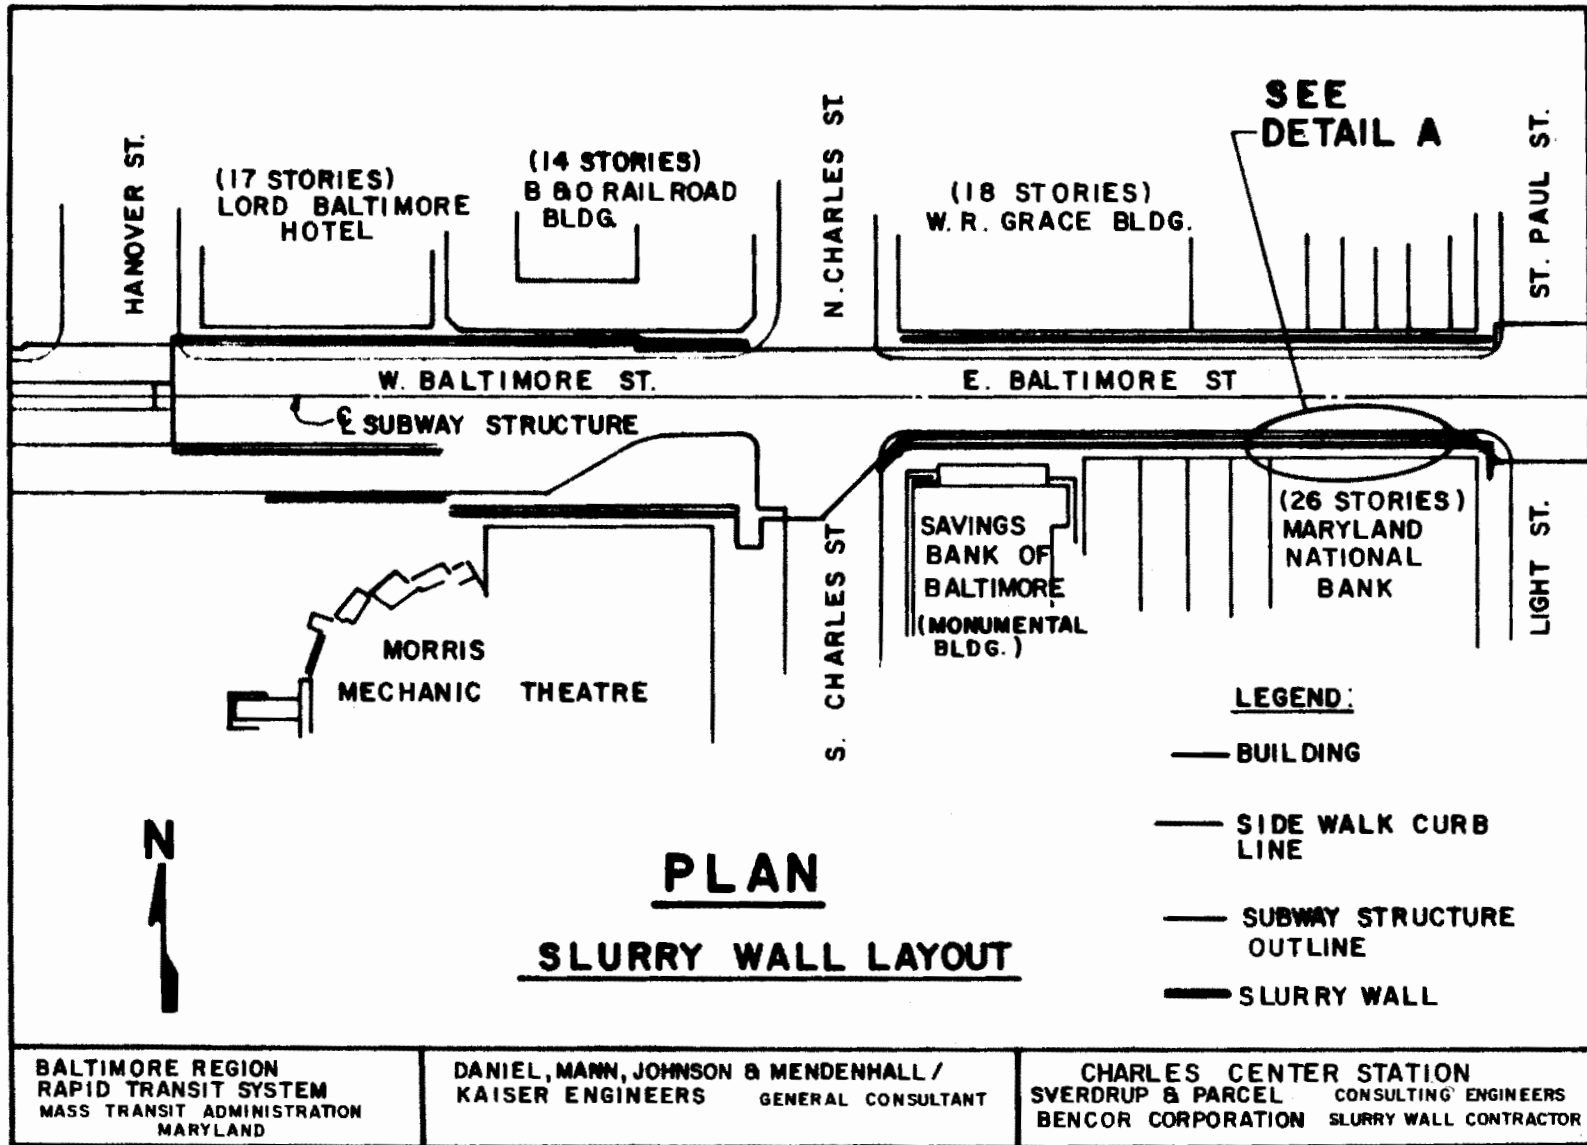 SEE
DETAIL A
HANOVER ST.
(17 STORIES)
LORD BALTIMORE
HOTEL
(14 STORIES)
B & O RAILROAD
BLDG.
N. CHARLES ST.
(18 STORIES)
W. R. GRACE BLDG.
ST. PAUL ST.
W. BALTIMORE ST.
E. BALTIMORE ST
℄ SUBWAY STRUCTURE
SAVINGS
BANK OF
BALTIMORE
(MONUMENTAL
BLDG.)
(26 STORIES)
MARYLAND
NATIONAL
BANK
LIGHT ST.
S. CHARLES ST
MORRIS
MECHANIC THEATRE
LEGEND:
BUILDING
SIDE WALK CURB
LINE
SUBWAY STRUCTURE
OUTLINE
SLURRY WALL
N
PLAN
SLURRY WALL LAYOUT
BALTIMORE REGION
RAPID TRANSIT SYSTEM
MASS TRANSIT ADMINISTRATION
MARYLAND
DANIEL, MANN, JOHNSON & MENDENHALL /
KAISER ENGINEERS GENERAL CONSULTANT
CHARLES CENTER STATION
SVERDRUP & PARCEL CONSULTING ENGINEERS
BENCOR CORPORATION SLURRY WALL CONTRACTOR